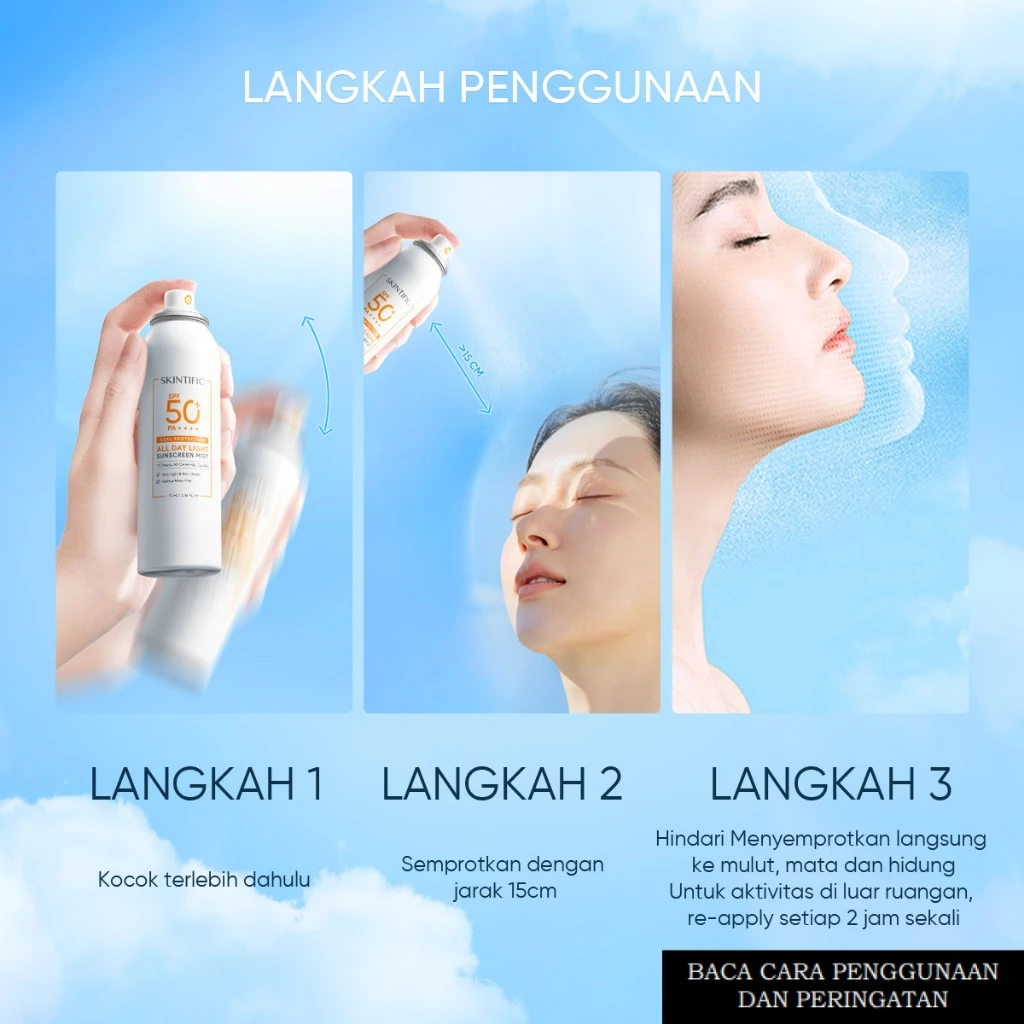 LANGKAH PENGGUNAAN
SKINTIFIC
SPF
50+
PA++++
ALL DAY LIGHT
SUNSCREEN MIST
SKINTIFIC
50
>15CM
LANGKAH 1
Kocok terlebih dahulu
LANGKAH 2
Semprotkan dengan
jarak 15cm
LANGKAH 3
Hindari Menyemprotkan langsung
ke mulut, mata dan hidung
Untuk aktivitas di luar ruangan,
re-apply setiap 2 jam sekali
BACA CARA PENGGUNAAN
DAN PERINGATAN